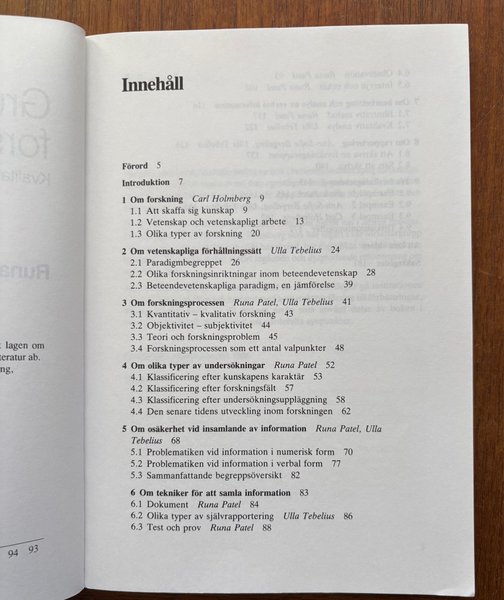 Innehåll
Förord 5
Introduktion 7
1 Om forskning Carl Holmberg 9
1.1 Att skaffa sig kunskap 9
1.2 Vetenskap och vetenskapligt arbete 13
1.3 Olika typer av forskning 20
2 Om vetenskapliga förhållningssätt Ulla Tebelius 24
2.1 Paradigmbegreppet 26
2.2 Olika forskningsinriktningar inom beteendevetenskap 28
2.3 Beteendevetenskapliga paradigm, en jämförelse 39
3 Om forskningsprocessen Runa Patel, Ulla Tebelius 41
3.1 Kvantitativ – kvalitativ forskning 43
3.2 Objektivitet – subjektivitet 44
3.3 Teori och forskningsproblem 45
3.4 Forskningsprocessen som ett antal valpunkter 48
4 Om olika typer av undersökningar Runa Patel 52
4.1 Klassificering efter kunskapens karaktär 53
4.2 Klassificering efter forskningsfält 57
4.3 Klassificering efter undersökningsuppläggning 58
4.4 Den senare tidens utveckling inom forskningen 62
5 Om osäkerhet vid insamlande av information Runa Patel, Ulla
Tebelius 68
5.1 Problematiken vid information i numerisk form 70
5.2 Problematiken vid information i verbal form 77
5.3 Sammanfattande beseöversikt 82
6 Om tekniker för att samla information 83
6.1 Dokument Runa Patel 84
6.2 Olika typer av självrapportering Ulla Tebelius 86
6.3 Test och prov Runa Patel 88
lagen om
teratur ab.
ng,
94 93